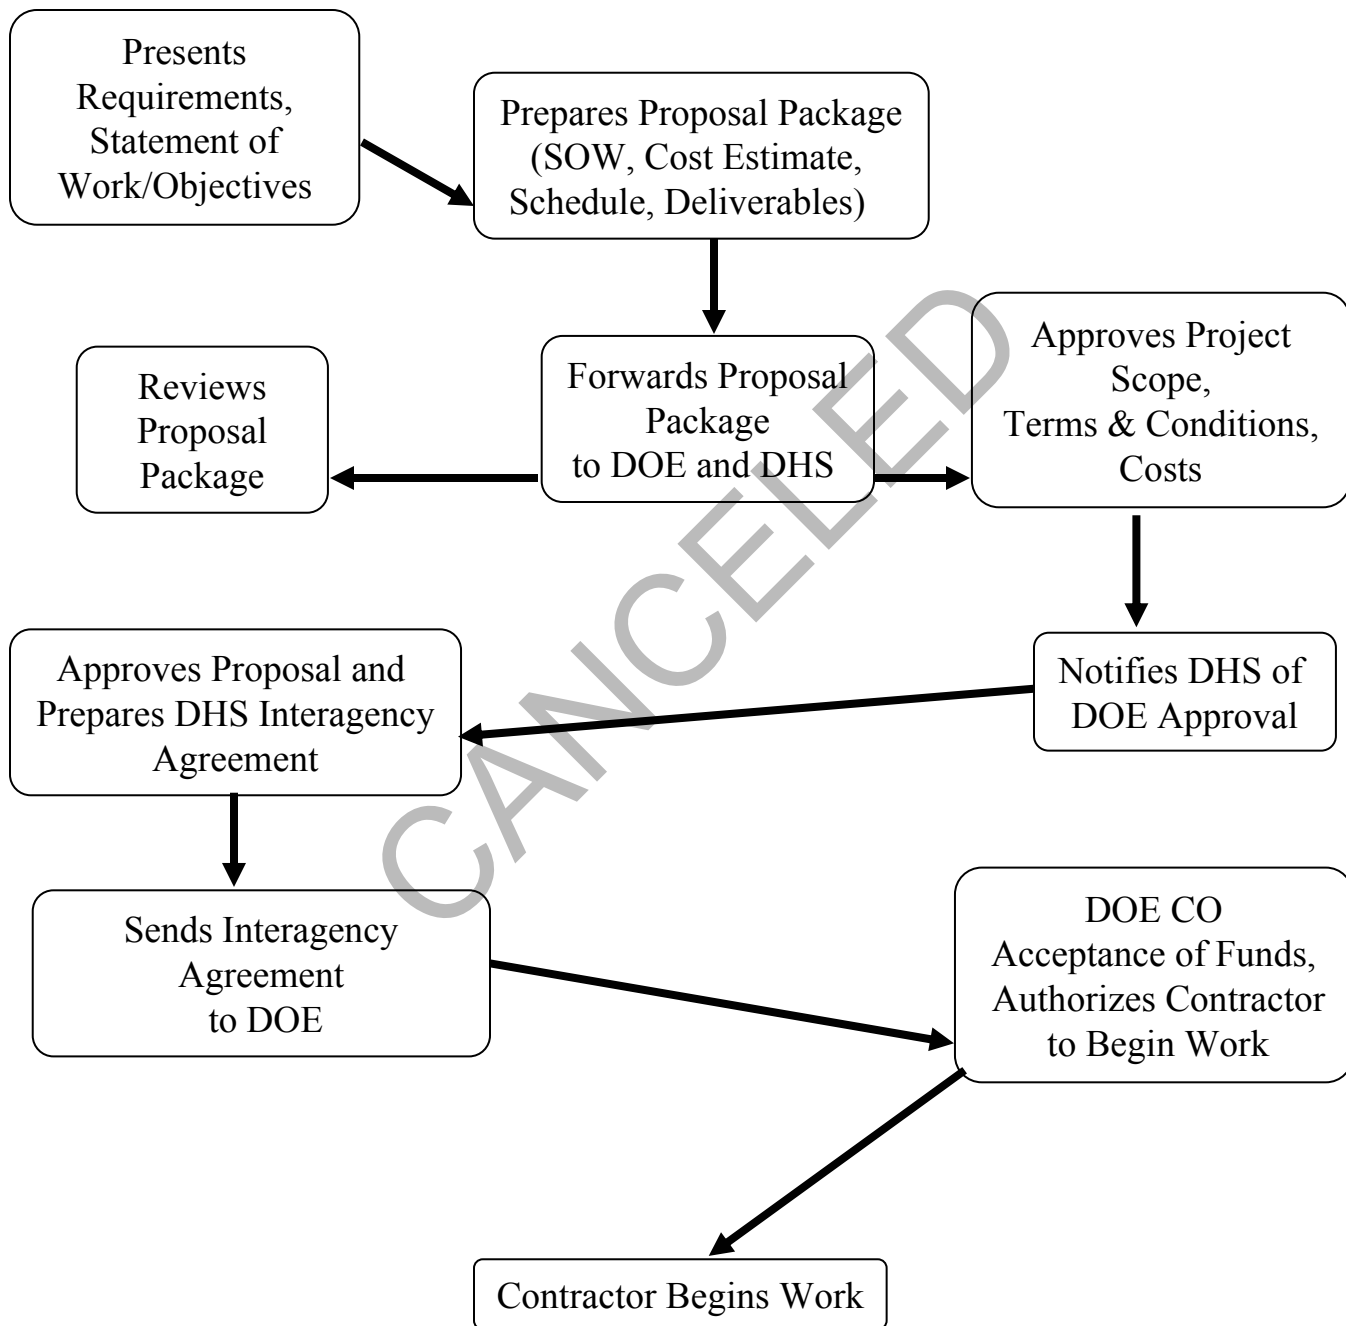 Presents
Requirements,
Statement of
Work/Objectives
Prepares Proposal Package
(SOW, Cost Estimate,
Schedule, Deliverables)
Forwards Proposal
Package
to DOE and DHS
Reviews
Proposal
Package
Approves Project
Scope,
Terms & Conditions,
Costs
Notifies DHS of
DOE Approval
Approves Proposal and
Prepares DHS Interagency
Agreement
Sends Interagency
Agreement
to DOE
DOE CO
Acceptance of Funds,
Authorizes Contractor
to Begin Work
Contractor Begins Work
CANCELED